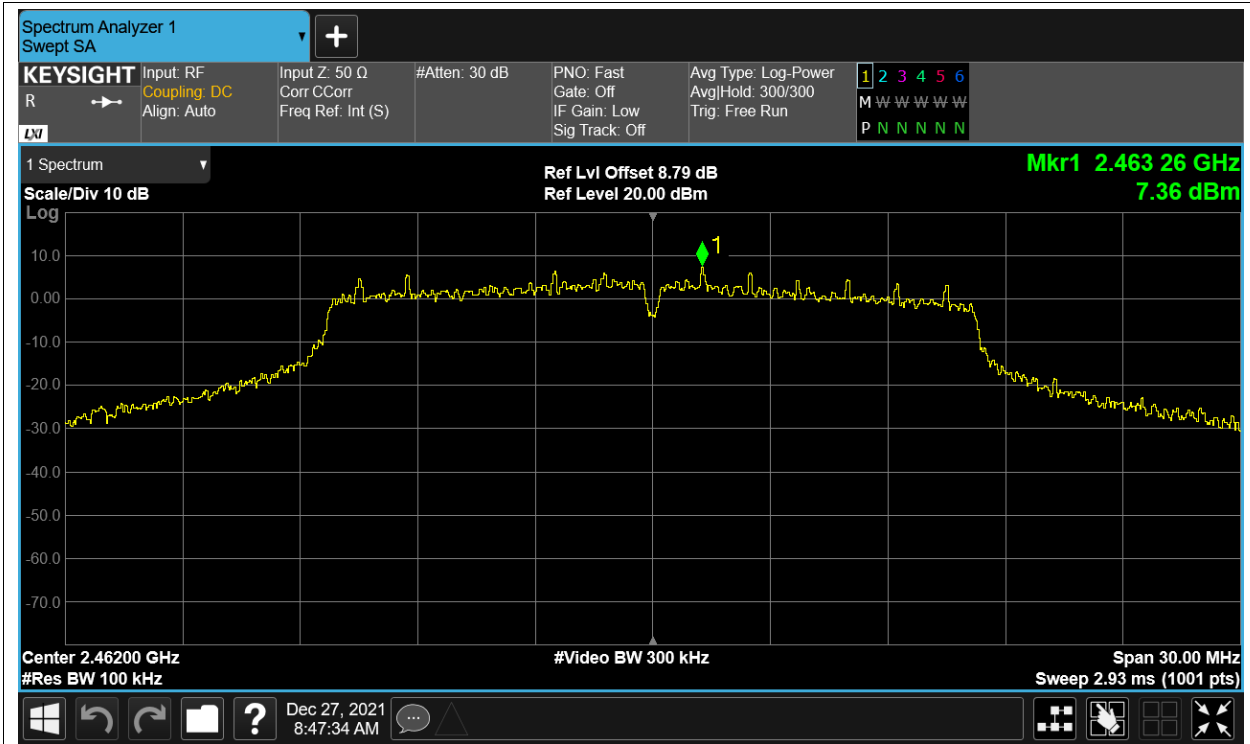 Spectrum Analyzer 1
Swept SA
KEYSIGHT
R
LXI
Input: RF
Coupling: DC
Align: Auto
Input Z: 50 Ω
Corr CCorr
Freq Ref: Int (S)
#Atten: 30 dB
PNO: Fast
Gate: Off
IF Gain: Low
Sig Track: Off
Avg Type: Log-Power
Avg|Hold: 300/300
Trig: Free Run
1 2 3 4 5 6
M W W W W W W
P N N N N N N
1 Spectrum
Scale/Div 10 dB
Log
Ref Lvl Offset 8.79 dB
Ref Level 20.00 dBm
Mkr1 2.463 26 GHz
7.36 dBm
1
10.0
0.00
-10.0
-20.0
-30.0
-40.0
-50.0
-60.0
-70.0
Center 2.46200 GHz
#Res BW 100 kHz
#Video BW 300 kHz
Span 30.00 MHz
Sweep 2.93 ms (1001 pts)
?
Dec 27, 2021
8:47:34 AM